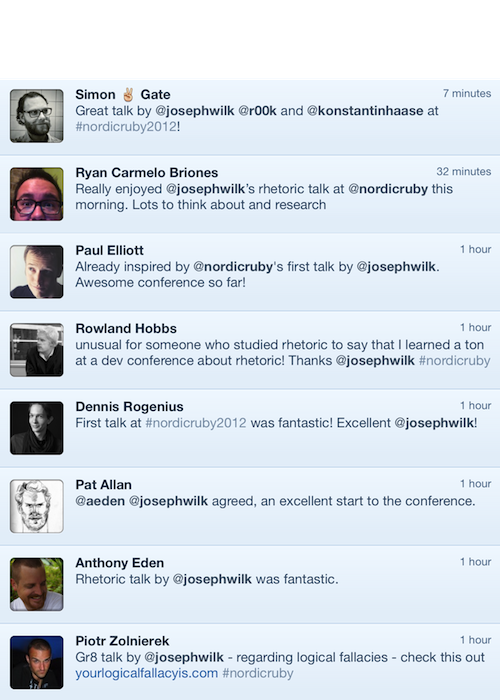 Simon ✌🏼 Gate 7 minutes
Great talk by @josephwilk @r00k and @konstantinhaase at
#nordicruby2012!
Ryan Carmelo Briones 32 minutes
Really enjoyed @josephwilk's rhetoric talk at @nordicruby this
morning. Lots to think about and research
Paul Elliott 1 hour
Already inspired by @nordicruby's first talk by @josephwilk.
Awesome conference so far!
Rowland Hobbs 1 hour
unusual for someone who studied rhetoric to say that I learned a ton
at a dev conference about rhetoric! Thanks @josephwilk #nordicruby
Dennis Rogenius 1 hour
First talk at #nordicruby2012 was fantastic! Excellent @josephwilk!
Pat Allan 1 hour
@aeden @josephwilk agreed, an excellent start to the conference.
Anthony Eden 1 hour
Rhetoric talk by @josephwilk was fantastic.
Piotr Zolnierek 1 hour
Gr8 talk by @josephwilk - regarding logical fallacies - check this out
yourlogicalfallacyis.com #nordicruby